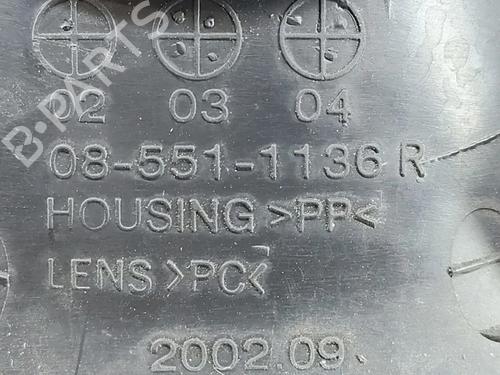 B-PARTS
02 03 04
08-551-1136 R
HOUSING >PP<
LENS >PC<
2002.09